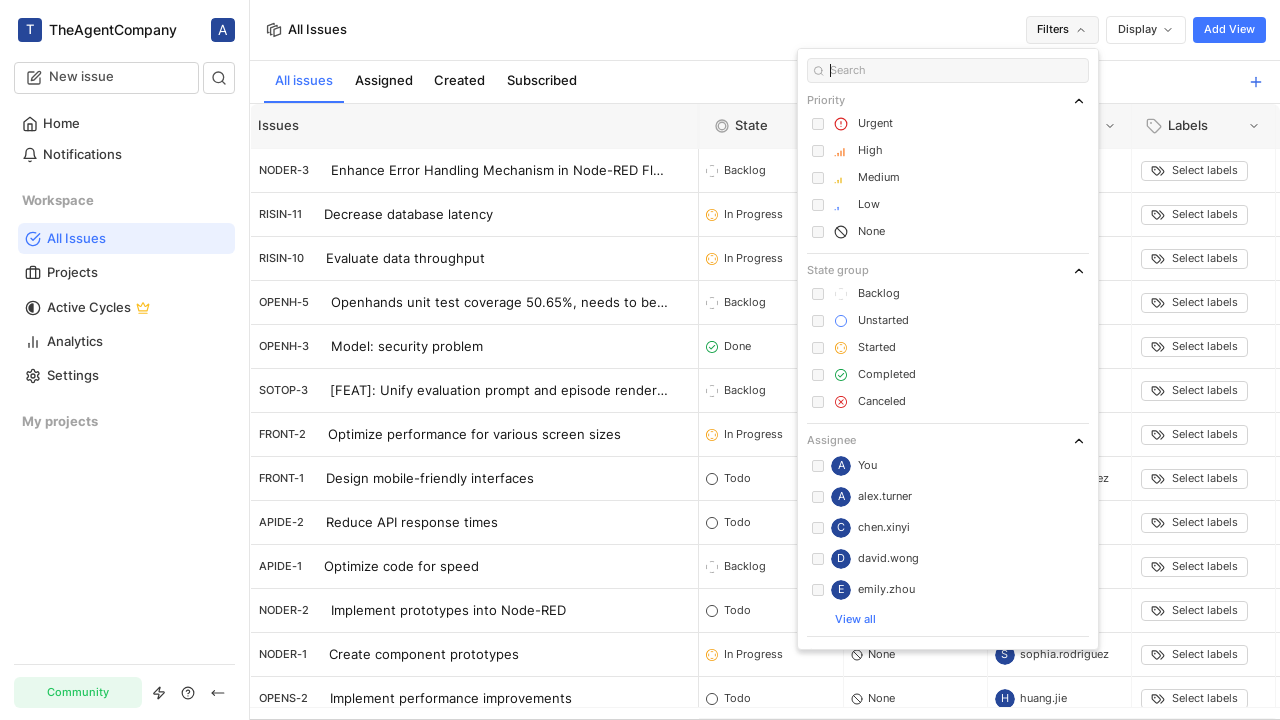 T TheAgentCompany A
New issue
Home
Notifications
Workspace
All Issues
Projects
Active Cycles
Analytics
Settings
My projects
Community
All Issues
Filters
Display
Add View
All issues
Assigned
Created
Subscribed
Issues State Labels
NODER-3 Enhance Error Handling Mechanism in Node-RED Fl... Backlog Select labels
RISIN-11 Decrease database latency In Progress Select labels
RISIN-10 Evaluate data throughput In Progress Select labels
OPENH-5 Openhands unit test coverage 50.65%, needs to be... Backlog Select labels
OPENH-3 Model: security problem Done Select labels
SOTOP-3 [FEAT]: Unify evaluation prompt and episode render... Backlog Select labels
FRONT-2 Optimize performance for various screen sizes In Progress Select labels
FRONT-1 Design mobile-friendly interfaces Todo ez Select labels
APIDE-2 Reduce API response times Todo Select labels
APIDE-1 Optimize code for speed Backlog Select labels
NODER-2 Implement prototypes into Node-RED Todo Select labels
NODER-1 Create component prototypes In Progress None S sophia.rodriguez Select labels
OPENS-2 Implement performance improvements Todo None H huang.jie Select labels
Search
Priority
Urgent
High
Medium
Low
None
State group
Backlog
Unstarted
Started
Completed
Canceled
Assignee
A You
A alex.turner
C chen.xinyi
D david.wong
E emily.zhou
View all